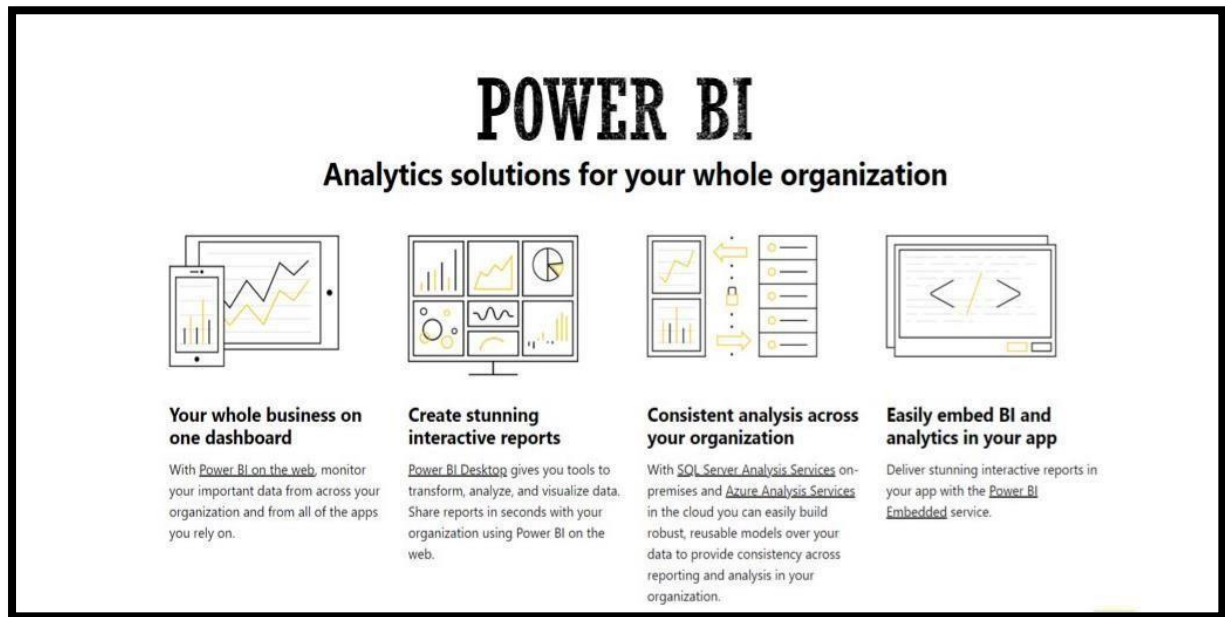 POWER BI
Analytics solutions for your whole organization
Your whole business on
one dashboard
With Power BI on the web, monitor
your important data from across your
organization and from all of the apps
you rely on.
Create stunning
interactive reports
Power BI Desktop gives you tools to
transform, analyze, and visualize data.
Share reports in seconds with your
organization using Power BI on the
web.
Consistent analysis across
your organization
With SQL Server Analysis Services on-
premises and Azure Analysis Services
in the cloud you can easily build
robust, reusable models over your
data to provide consistency across
reporting and analysis in your
organization.
Easily embed BI and
analytics in your app
Deliver stunning interactive reports in
your app with the Power BI
Embedded service.